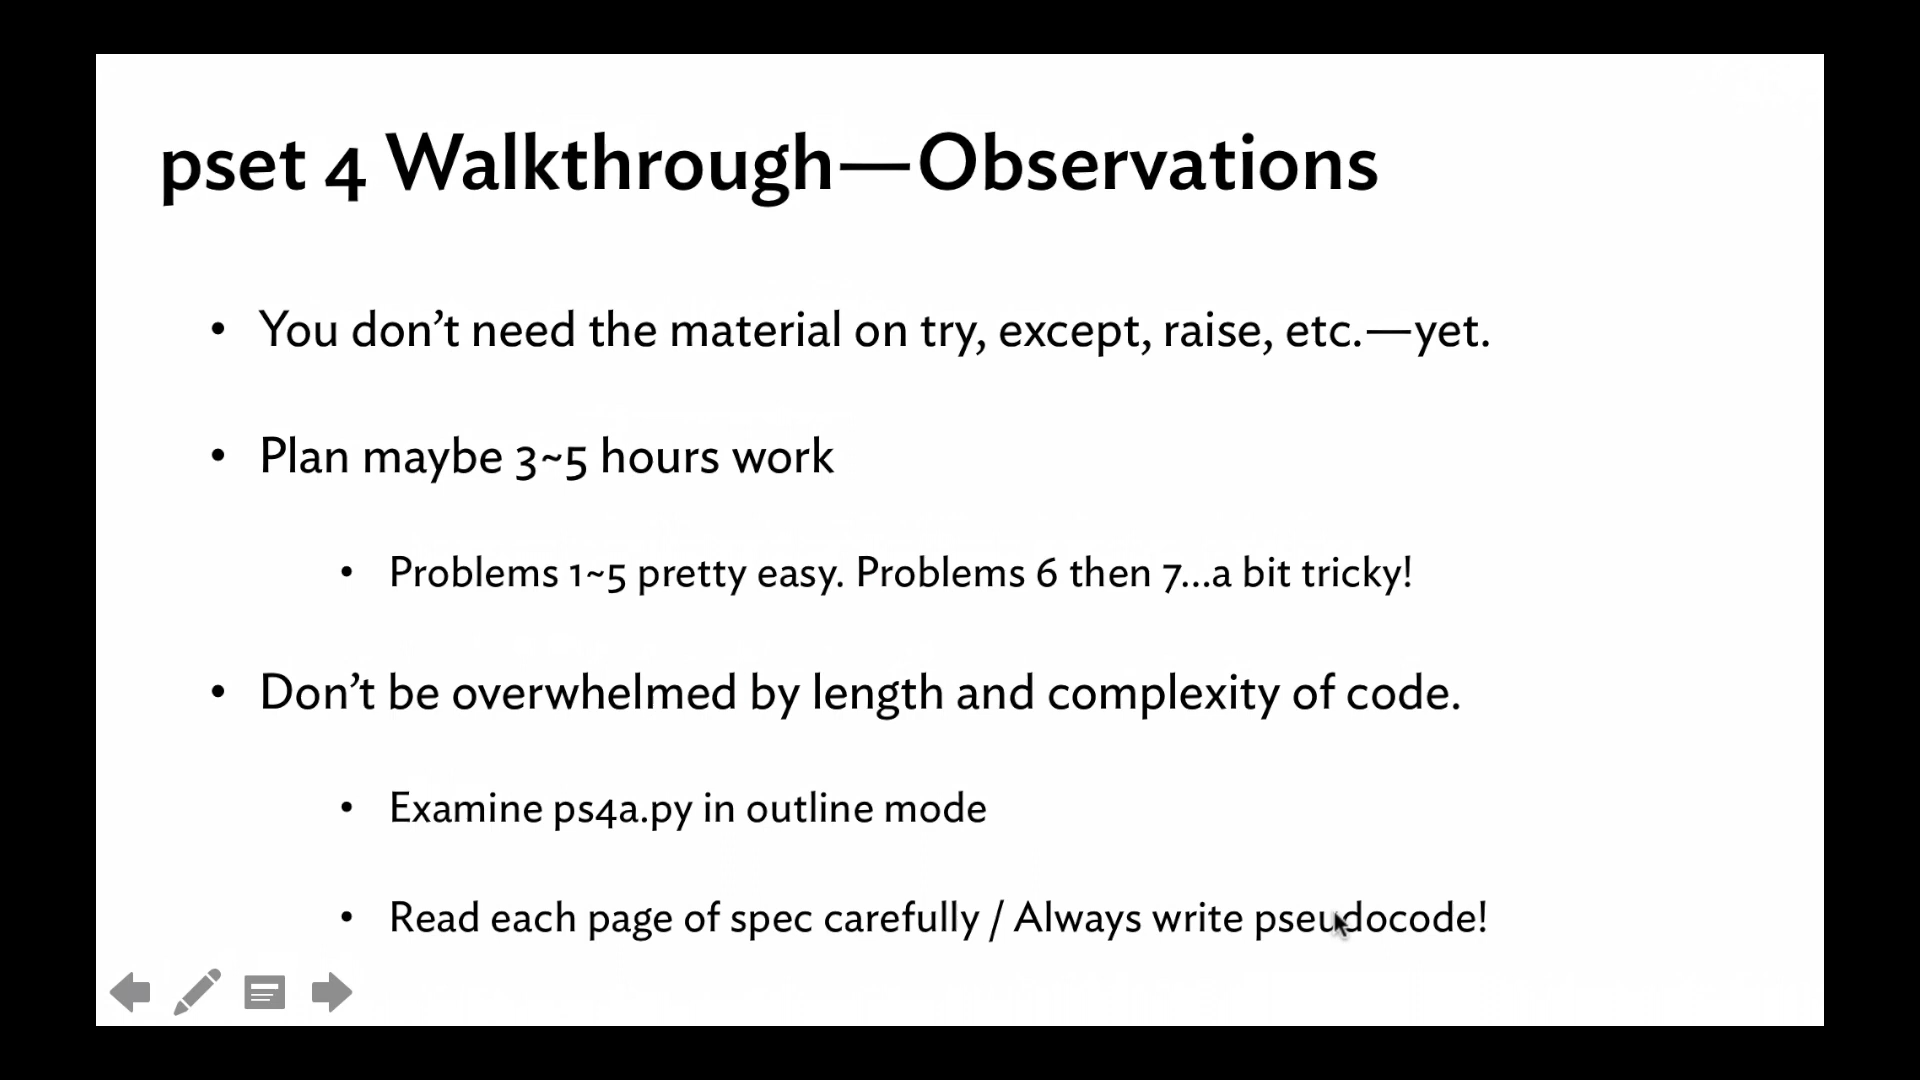 pset 4 Walkthrough—Observations
• You don’t need the material on try, except, raise, etc.—yet.
• Plan maybe 3~5 hours work
• Problems 1~5 pretty easy. Problems 6 then 7...a bit tricky!
• Don’t be overwhelmed by length and complexity of code.
• Examine ps4a.py in outline mode
• Read each page of spec carefully / Always write pseudocode!